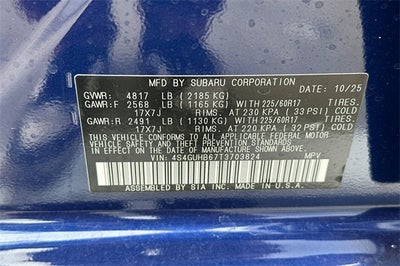 MFD BY SUBARU CORPORATION 10/25
GVWR: 4817 LB (2185 KG)
GAWR:F 2568 LB (1165 KG) WITH 225/60R17 TIRES.
17X7J RIMS.AT 230 KPA (33 PSI) COLD
GAWR:R 2491 LB (1130 KG) WITH 225/60R17 TIRES.
17X7J RIMS.AT 220 KPA (32 PSI) COLD
THIS VEHICLE CONFORMS TO ALL APPLICABLE FEDERAL MOTOR
VEHICLE SAFETY AND THEFT PREVENTION STANDARDS
IN EFFECT ON THE DATE OF MANUFACTURE SHOWN ABOVE.
VIN: 4S4GUHB67T3703824 MPV
ASSEMBLED BY SIA INC. IN U.S.A.